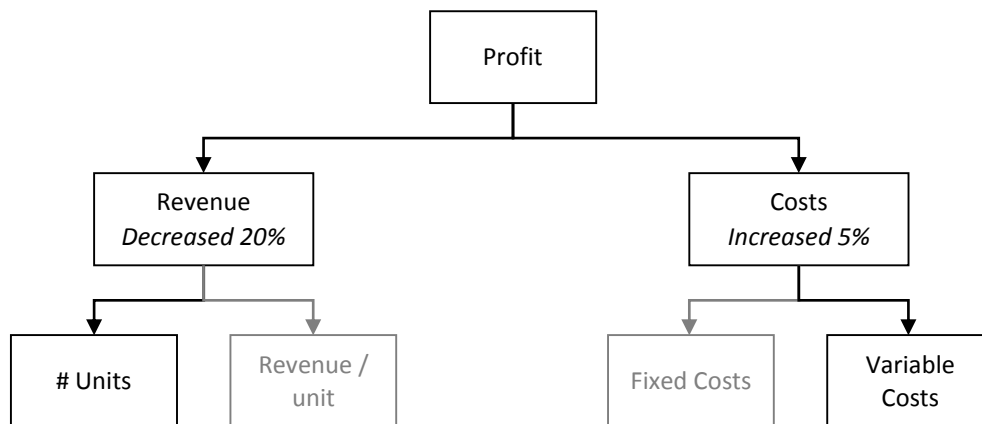 Profit
Revenue
Decreased 20%
Costs
Increased 5%
# Units
Revenue /
unit
Fixed Costs
Variable
Costs